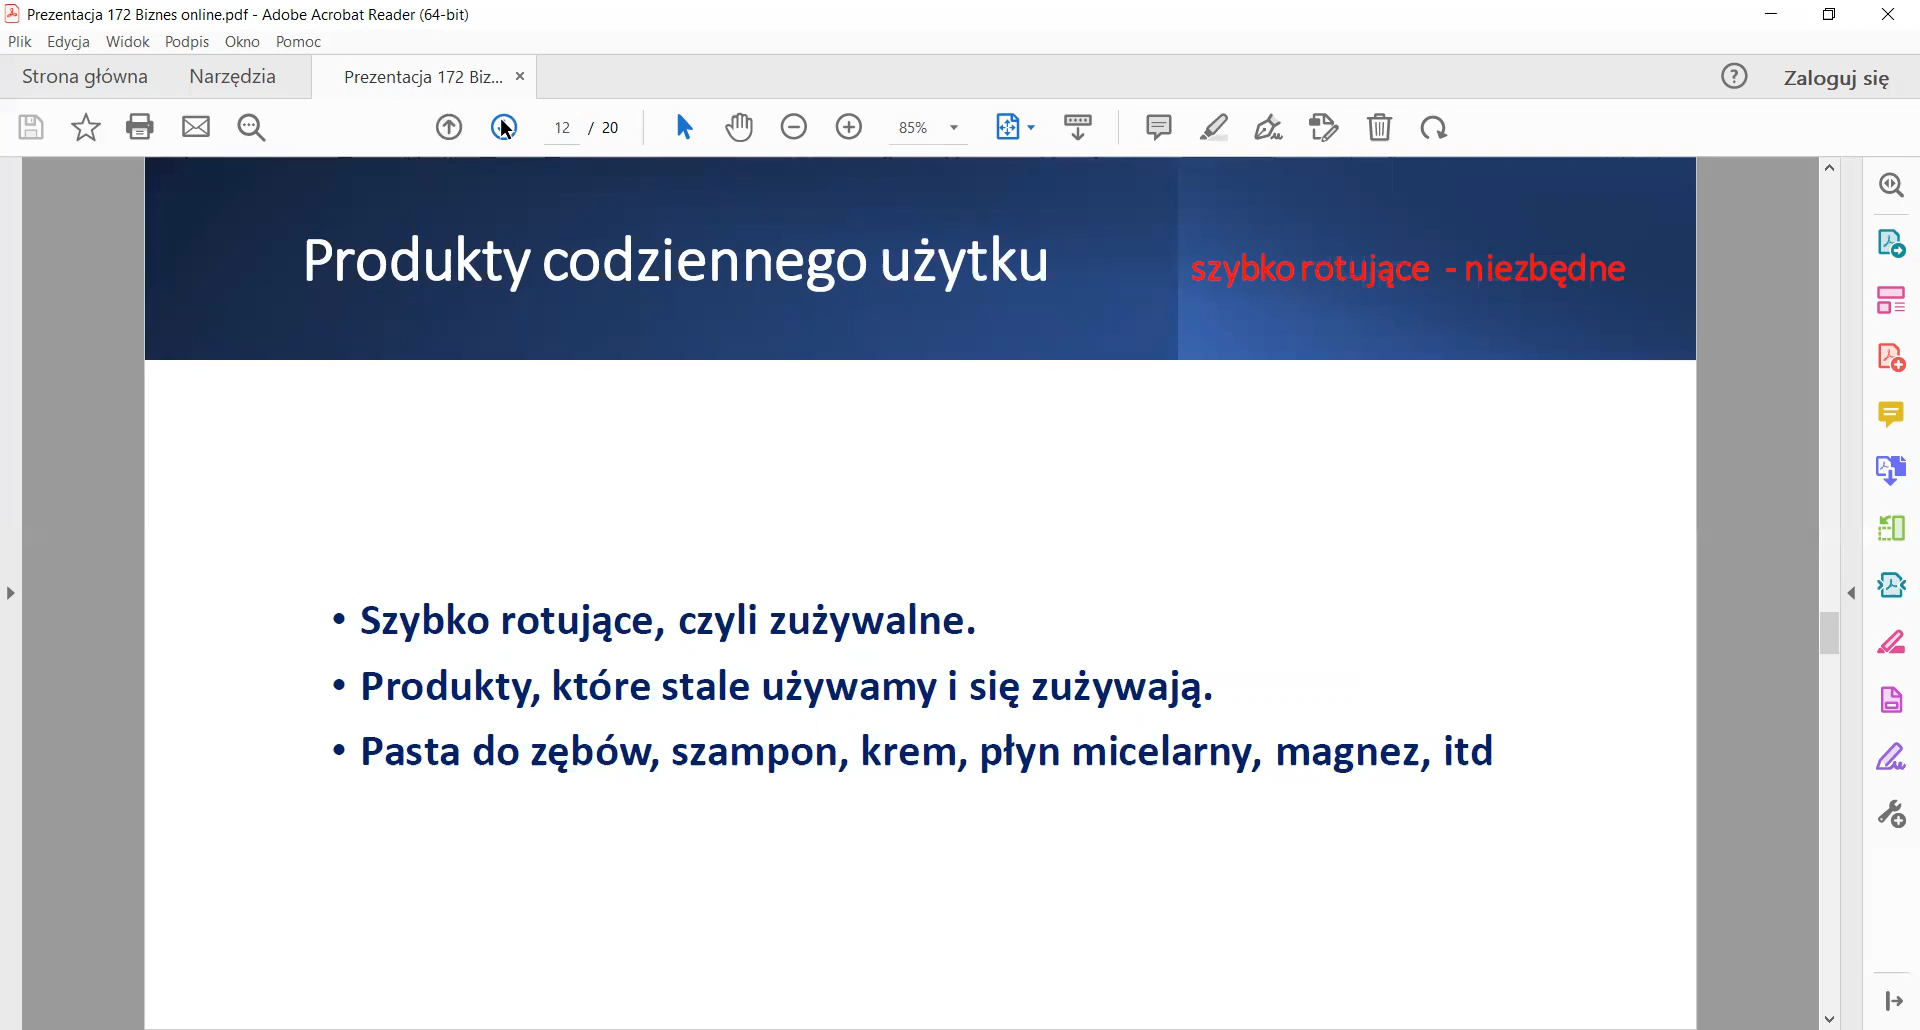 Prezentacja 172 Biznes online.pdf - Adobe Acrobat Reader (64-bit)
Plik Edycja Widok Podpis Okno Pomoc
Strona główna Narzędzia Prezentacja 172 Biz... Zaloguj się
12 / 20 85%
Produkty codziennego użytku szybko rotujące - niezbędne
• Szybko rotujące, czyli zużywalne.
• Produkty, które stale używamy i się zużywają.
• Pasta do zębów, szampon, krem, płyn micelarny, magnez, itd